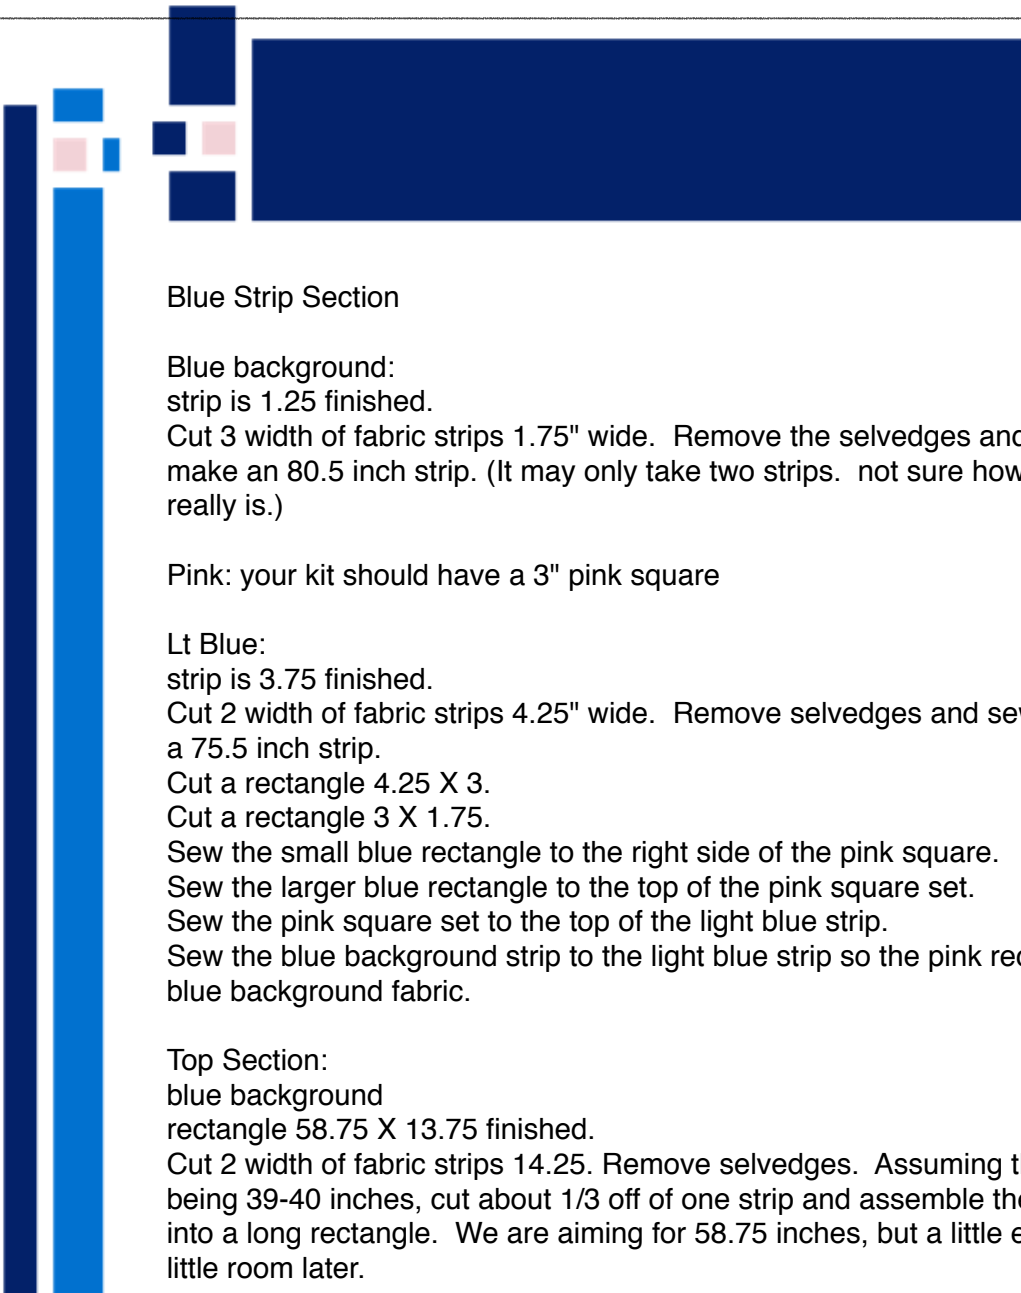 Blue Strip Section
Blue background:
strip is 1.25 finished.
Cut 3 width of fabric strips 1.75" wide.  Remove the selvedges and
make an 80.5 inch strip. (It may only take two strips.  not sure how
really is.)
Pink: your kit should have a 3" pink square
Lt Blue:
strip is 3.75 finished.
Cut 2 width of fabric strips 4.25" wide.  Remove selvedges and
a 75.5 inch strip.
Cut a rectangle 4.25 X 3.
Cut a rectangle 3 X 1.75.
Sew the small blue rectangle to the right side of the pink square.
Sew the larger blue rectangle to the top of the pink square set.
Sew the pink square set to the top of the light blue strip.
Sew the blue background strip to the light blue strip so the pink
blue background fabric.
Top Section:
blue background
rectangle 58.75 X 13.75 finished.
Cut 2 width of fabric strips 14.25. Remove selvedges.  Assuming
being 39-40 inches, cut about 1/3 off of one strip and assemble
into a long rectangle.  We are aiming for 58.75 inches, but a little
little room later.